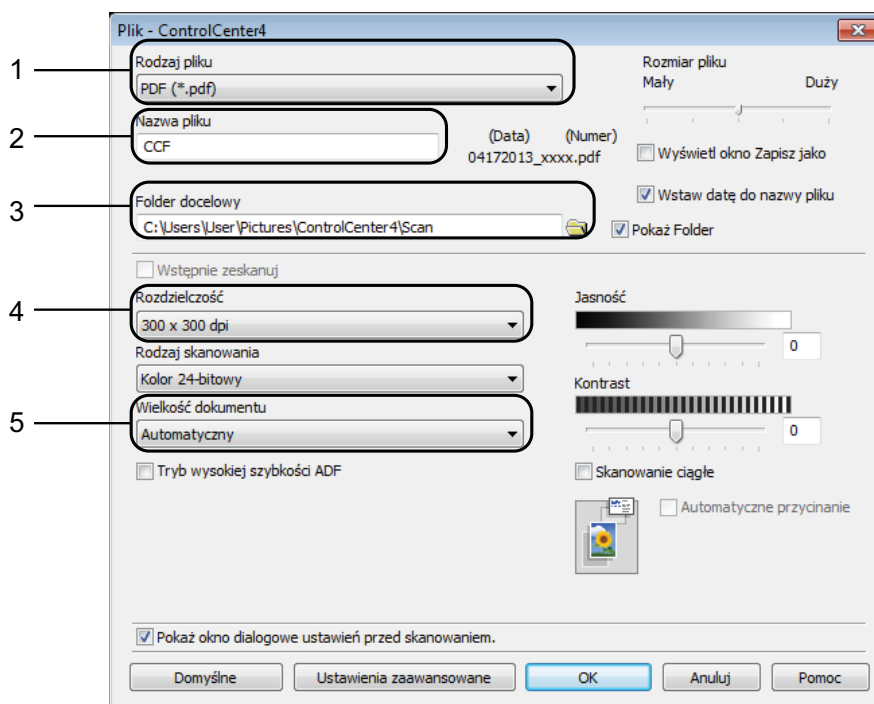 Plik - ControlCenter4
1
Rodzaj pliku
PDF (*.pdf)
Rozmiar pliku
Mały Duży
2
Nazwa pliku
CCF
(Data) (Numer)
04172013_xxxx.pdf
Wyświetl okno Zapisz jako
Wstaw datę do nazwy pliku
3
Folder docelowy
C:\Users\User\Pictures\ControlCenter4\Scan
Pokaż Folder
Wstępnie zeskanuj
4
Rozdzielczość
300 x 300 dpi
Jasność
0
Rodzaj skanowania
Kolor 24-bitowy
Kontrast
0
5
Wielkość dokumentu
Automatyczny
Tryb wysokiej szybkości ADF
Skanowanie ciągłe
Automatyczne przycinanie
Pokaż okno dialogowe ustawień przed skanowaniem.
Domyślne Ustawienia zaawansowane OK Anuluj Pomoc